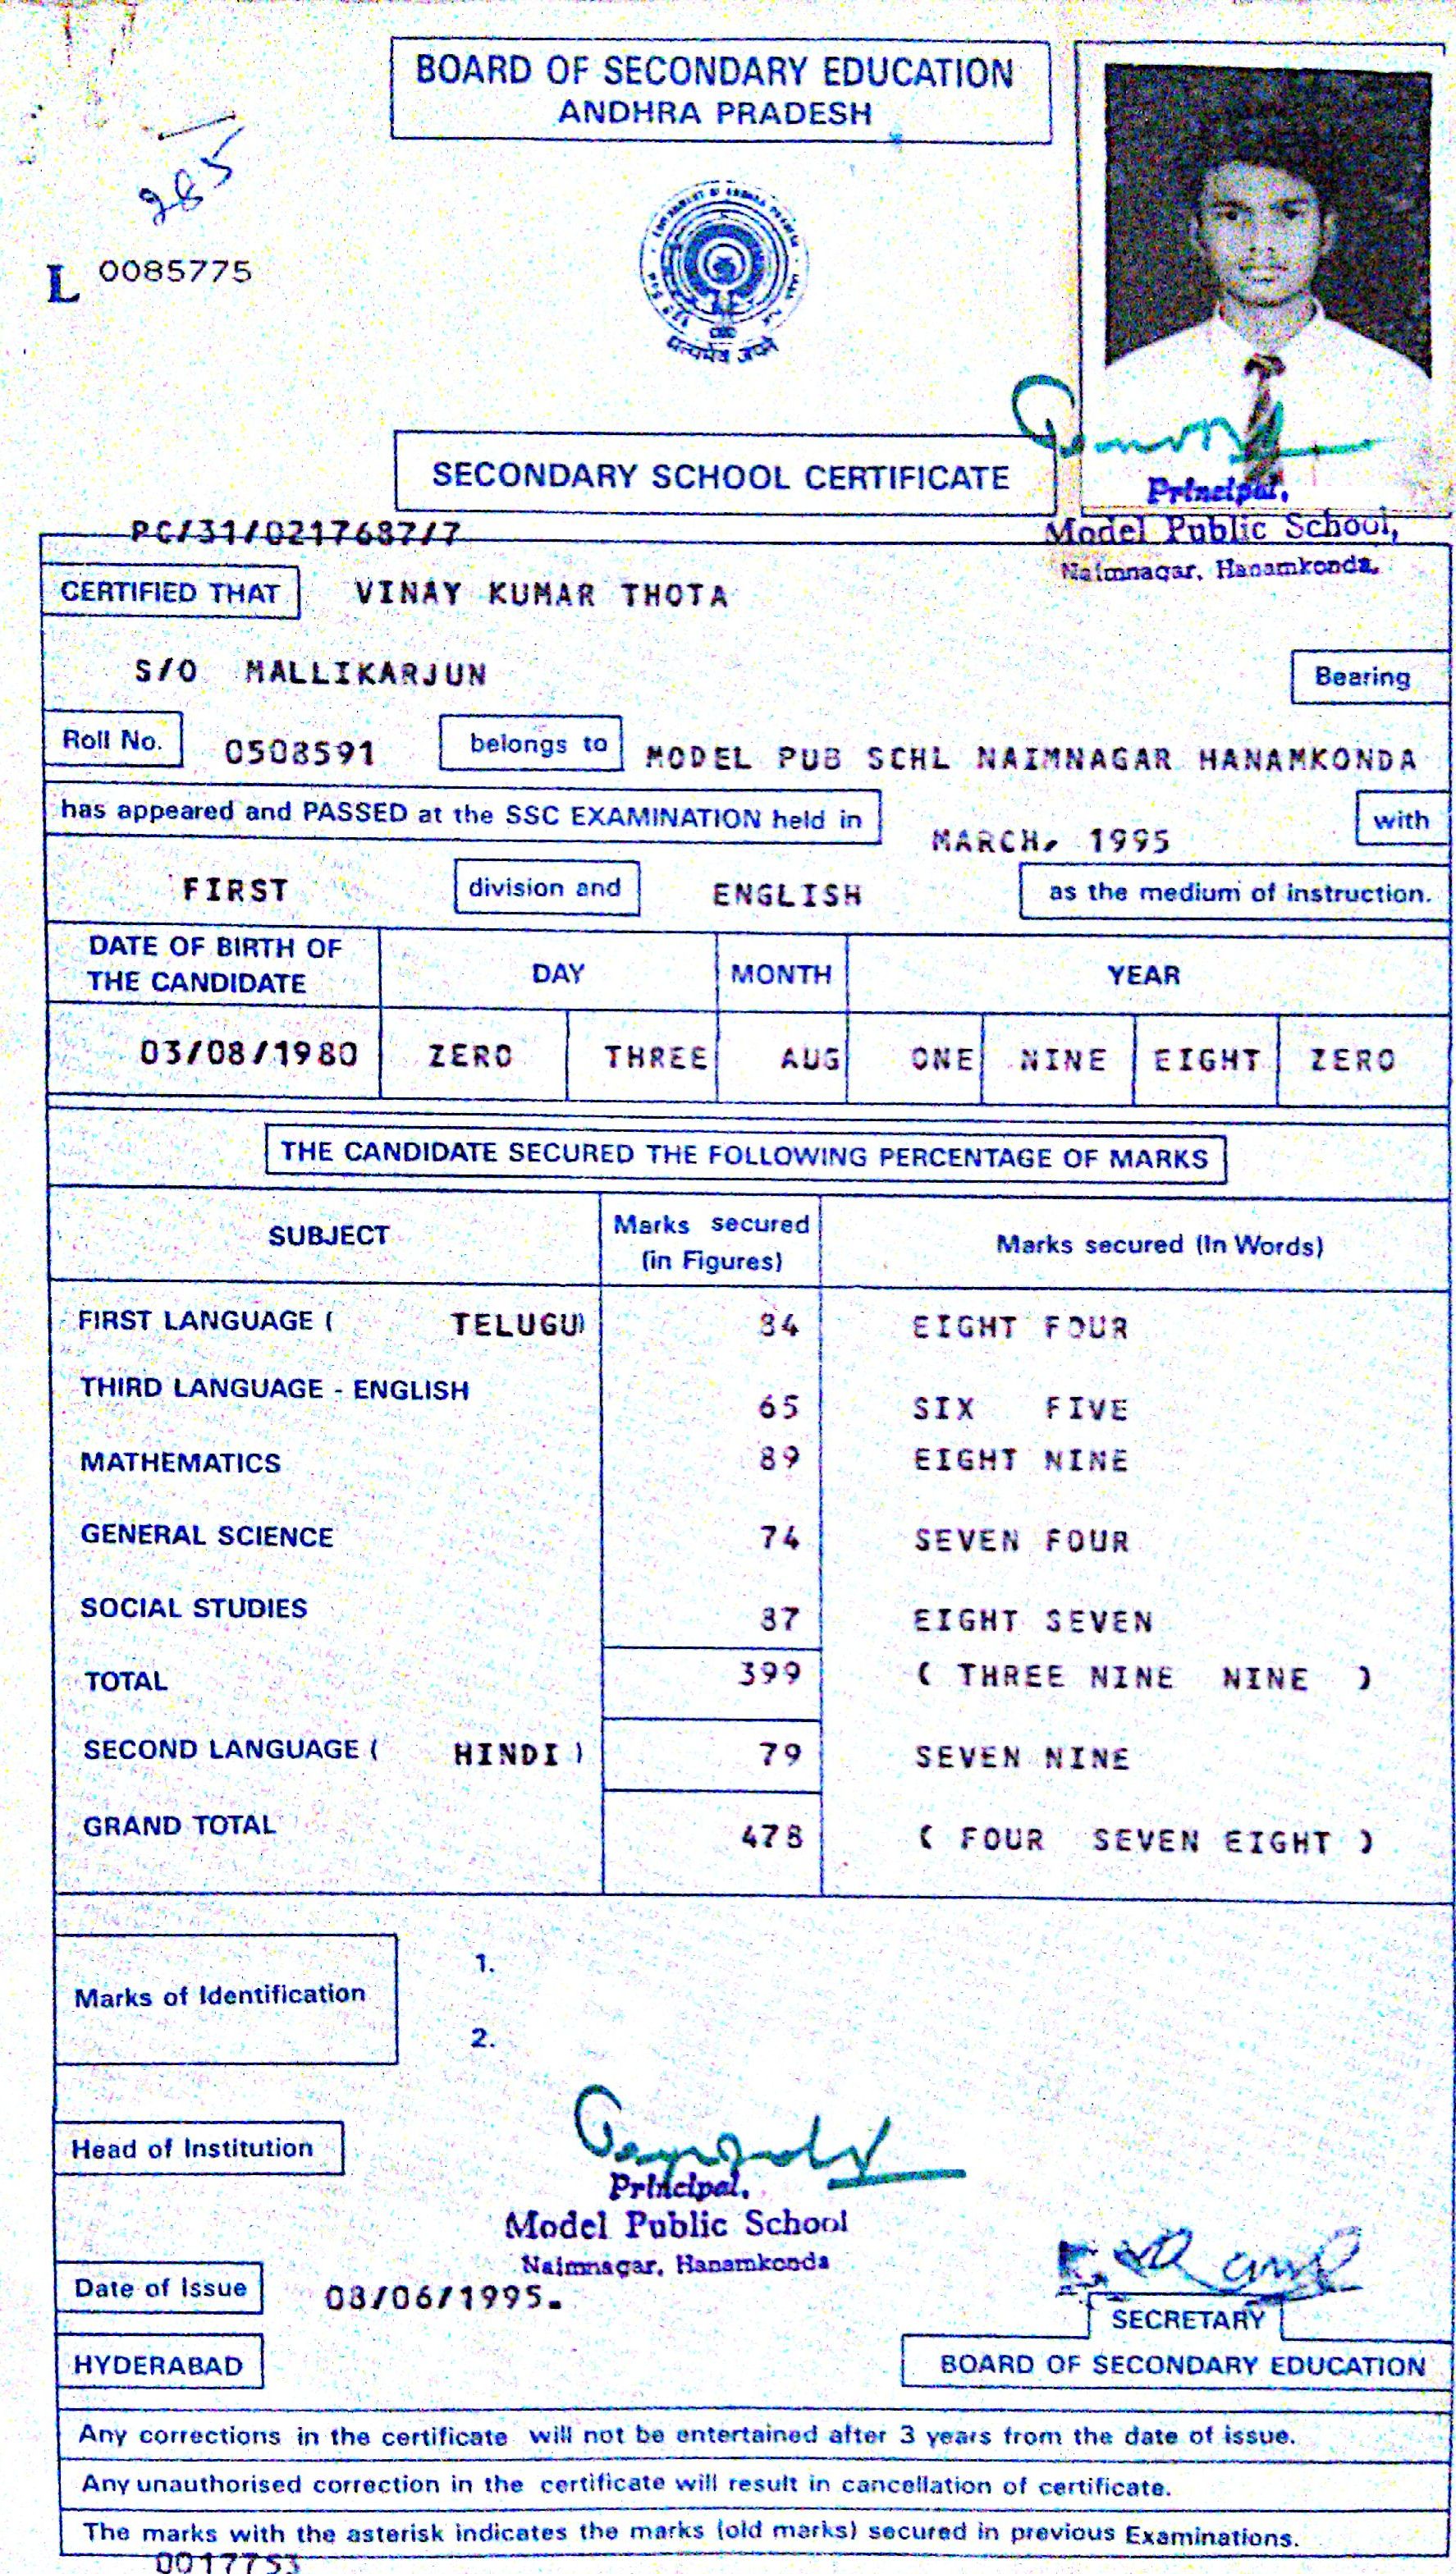 BOARD OF SECONDARY EDUCATION
ANDHRA PRADESH
285
L 0085775
सत्यमेव जयते
SECONDARY SCHOOL CERTIFICATE
Principal,
Model Public School,
Naimnagar, Hanamkonda.
PC/31/0217687/7
CERTIFIED THAT VINAY KUMAR THOTA
S/O MALLIKARJUN Bearing
Roll No. 0508591 belongs to MODEL PUB SCHL NAIMNAGAR HANAMKONDA
has appeared and PASSED at the SSC EXAMINATION held in MARCH, 1995 with
FIRST division and ENGLISH as the medium of instruction.
DATE OF BIRTH OF THE CANDIDATE DAY MONTH YEAR
03/08/1980 ZERO THREE AUG ONE NINE EIGHT ZERO
THE CANDIDATE SECURED THE FOLLOWING PERCENTAGE OF MARKS
SUBJECT Marks secured (in Figures) Marks secured (In Words)
FIRST LANGUAGE ( TELUGU) 84 EIGHT FOUR
THIRD LANGUAGE - ENGLISH 65 SIX FIVE
MATHEMATICS 89 EIGHT NINE
GENERAL SCIENCE 74 SEVEN FOUR
SOCIAL STUDIES 87 EIGHT SEVEN
TOTAL 399 ( THREE NINE NINE )
SECOND LANGUAGE ( HINDI ) 79 SEVEN NINE
GRAND TOTAL 478 ( FOUR SEVEN EIGHT )
Marks of Identification 1.
2.
Head of Institution
Principal.
Model Public School
Naimnagar, Hanamkonda
Date of Issue 08/06/1995.
SECRETARY
HYDERABAD BOARD OF SECONDARY EDUCATION
Any corrections in the certificate will not be entertained after 3 years from the date of issue.
Any unauthorised correction in the certificate will result in cancellation of certificate.
The marks with the asterisk indicates the marks (old marks) secured in previous Examinations.
0017753